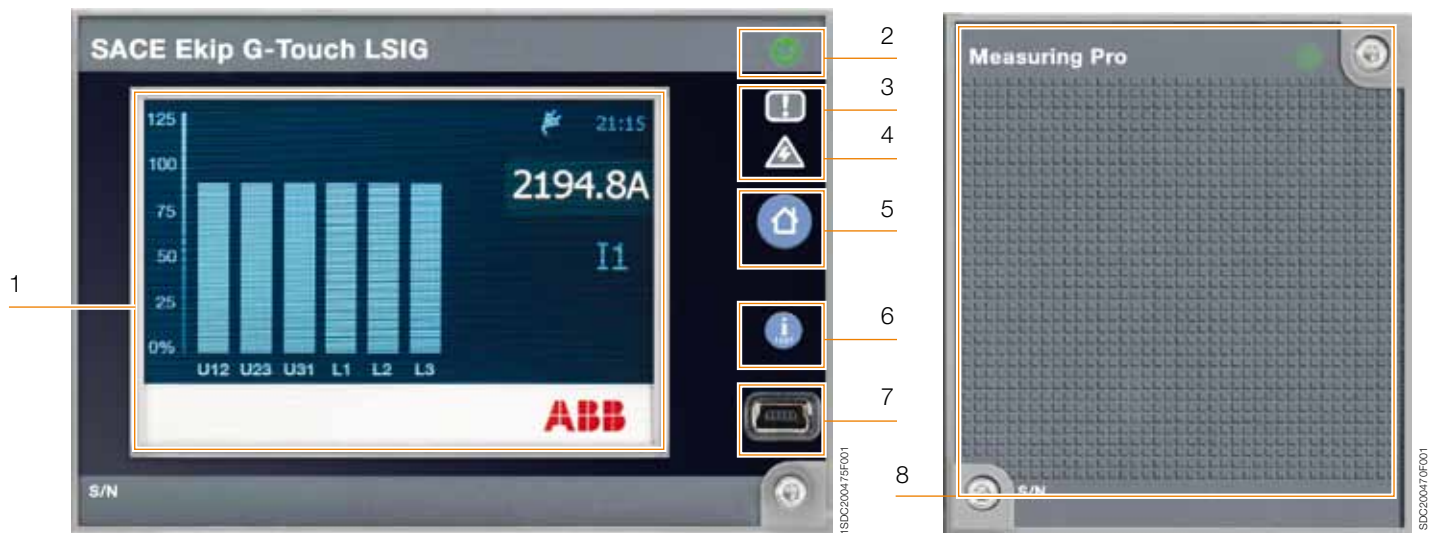 SACE Ekip G-Touch LSIG
125
100
75
50
25
0%
U12 U23 U31 L1 L2 L3
21:15
2194.8A
I1
ABB
S/N
1
2
3
4
5
6
7
1SDC200475F001
Measuring Pro
S/N
8
SDC200470F001